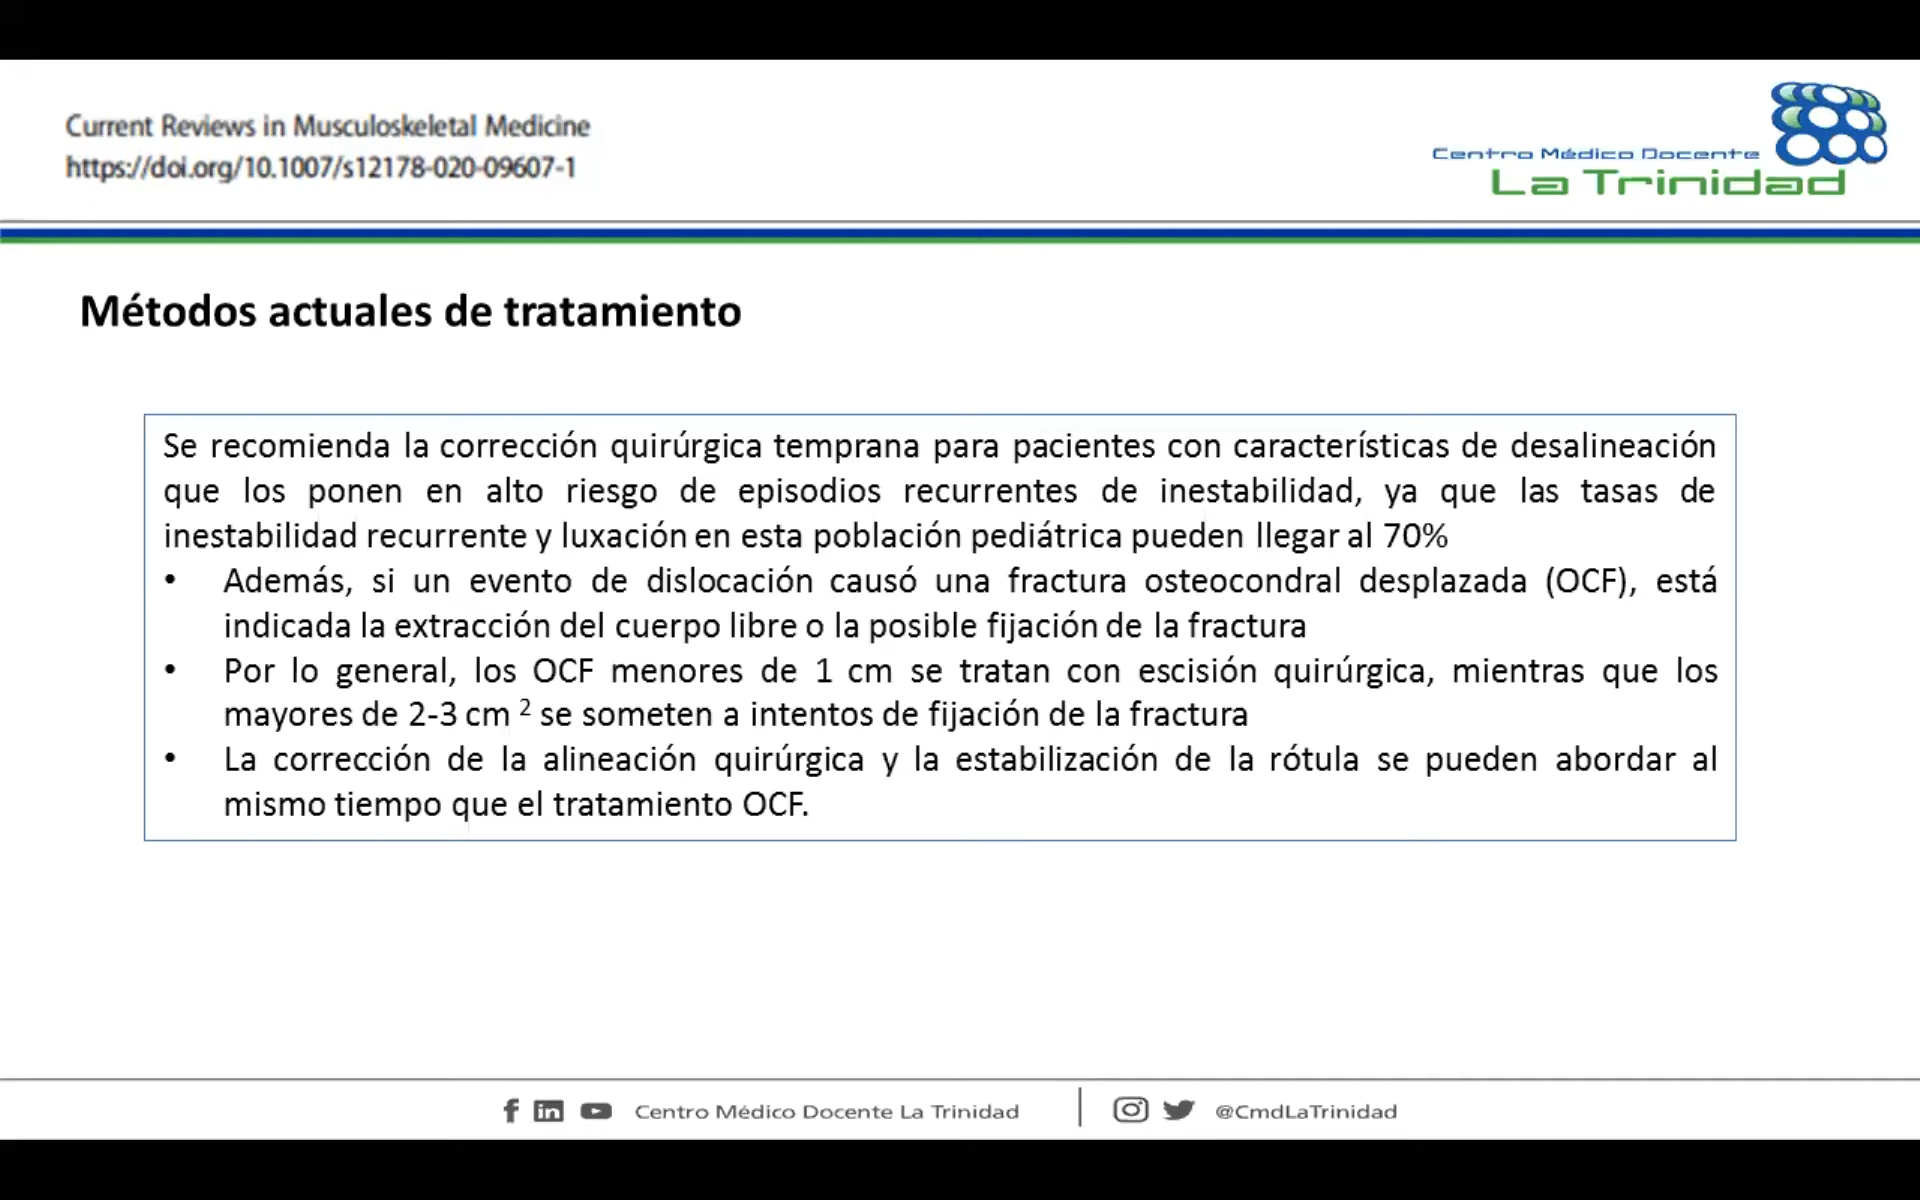 Current Reviews in Musculoskeletal Medicine
https://doi.org/10.1007/s12178-020-09607-1
Centro Médico Docente
La Trinidad
Métodos actuales de tratamiento
Se recomienda la corrección quirúrgica temprana para pacientes con características de desalineación
que los ponen en alto riesgo de episodios recurrentes de inestabilidad, ya que las tasas de
inestabilidad recurrente y luxación en esta población pediátrica pueden llegar al 70%
• Además, si un evento de dislocación causó una fractura osteocondral desplazada (OCF), está
indicada la extracción del cuerpo libre o la posible fijación de la fractura
• Por lo general, los OCF menores de 1 cm se tratan con escisión quirúrgica, mientras que los
mayores de 2-3 cm ² se someten a intentos de fijación de la fractura
• La corrección de la alineación quirúrgica y la estabilización de la rótula se pueden abordar al
mismo tiempo que el tratamiento OCF.
Centro Médico Docente La Trinidad
@CmdLaTrinidad